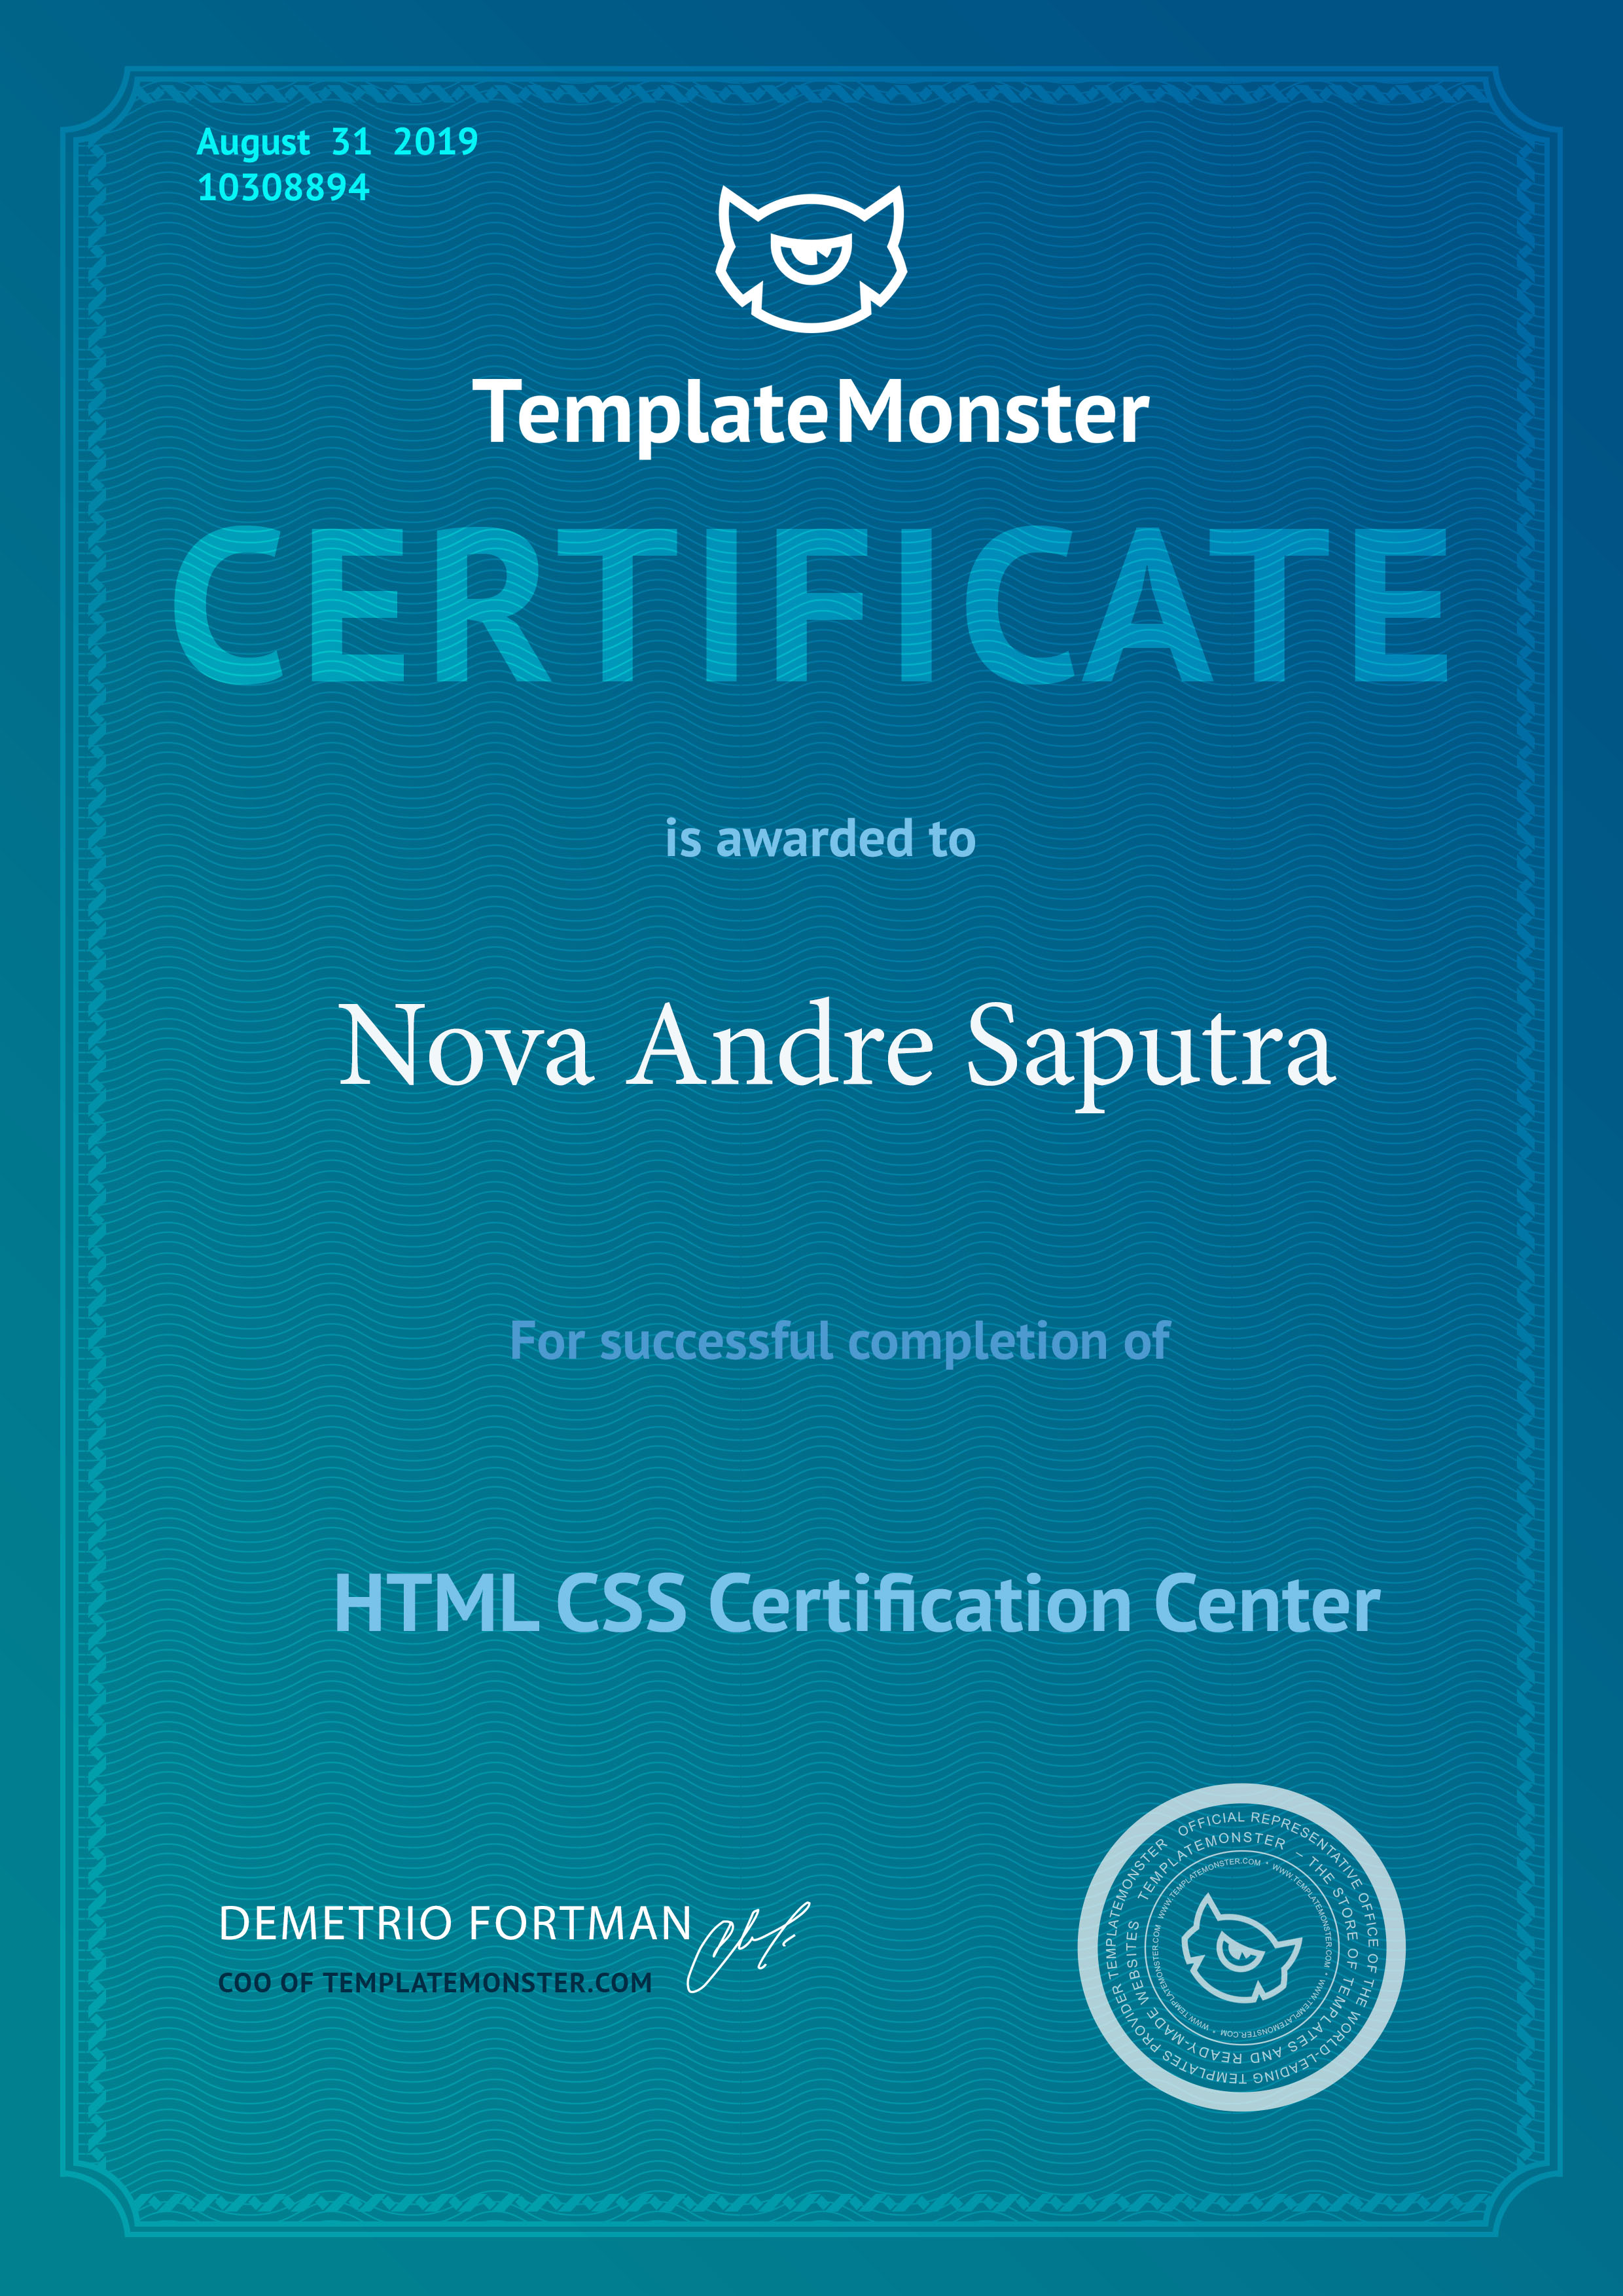 August 31 2019
10308894
TemplateMonster
CERTIFICATE
is awarded to
Nova Andre Saputra
For successful completion of
HTML CSS Certification Center
DEMETRIO FORTMAN
COO OF TEMPLATEMONSTER.COM
OFFICIAL REPRESENTATIVE OFFICE OF THE WORLD-LEADING TEMPLATES PROVIDER TEMPLATEMONSTER
TEMPLATEMONSTER – THE STORE OF TEMPLATES AND READY-MADE WEBSITES
WWW.TEMPLATEMONSTER.COM * WWW.TEMPLATEMONSTER.COM * WWW.TEMPLATEMONSTER.COM * WWW.TEMPLATEMONSTER.COM